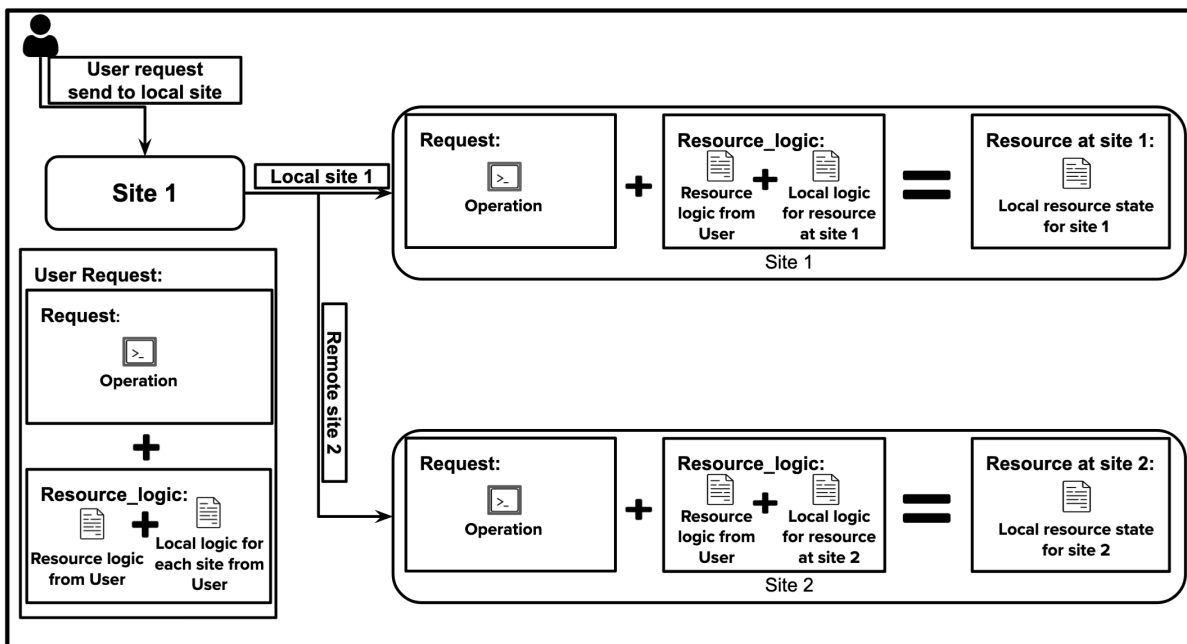 User request
send to local site
Site 1
Local site 1
Remote site 2
User Request:
Request:
>_
Operation
Resource_logic:
Resource logic
from User
Local logic for
each site from
User
Request:
>_
Operation
Resource_logic:
Resource
logic from
User
Local logic
for resource
at site 1
Resource at site 1:
Local resource state
for site 1
Site 1
Request:
>_
Operation
Resource_logic:
Resource
logic from
User
Local logic
for resource
at site 2
Resource at site 2:
Local resource state
for site 2
Site 2